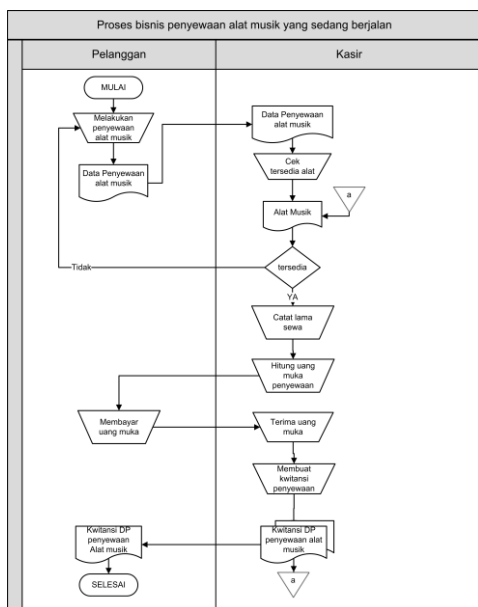 Proses bisnis penyewaan alat musik yang sedang berjalan
Pelanggan
Kasir
MULAI
Melakukan
penyewaan
alat musik
Data Penyewaan
alat musik
Data Penyewaan
alat musik
Cek
tersedia alat
a
Alat Musik
Tidak
tersedia
YA
Catat lama
sewa
Hitung uang
muka
penyewaan
Membayar
uang muka
Terima uang
muka
Membuat
kwitansi
penyewaan
Kwitansi DP
penyewaan
Alat musik
Kwitansi DP
penyewaan alat
musik
SELESAI
a